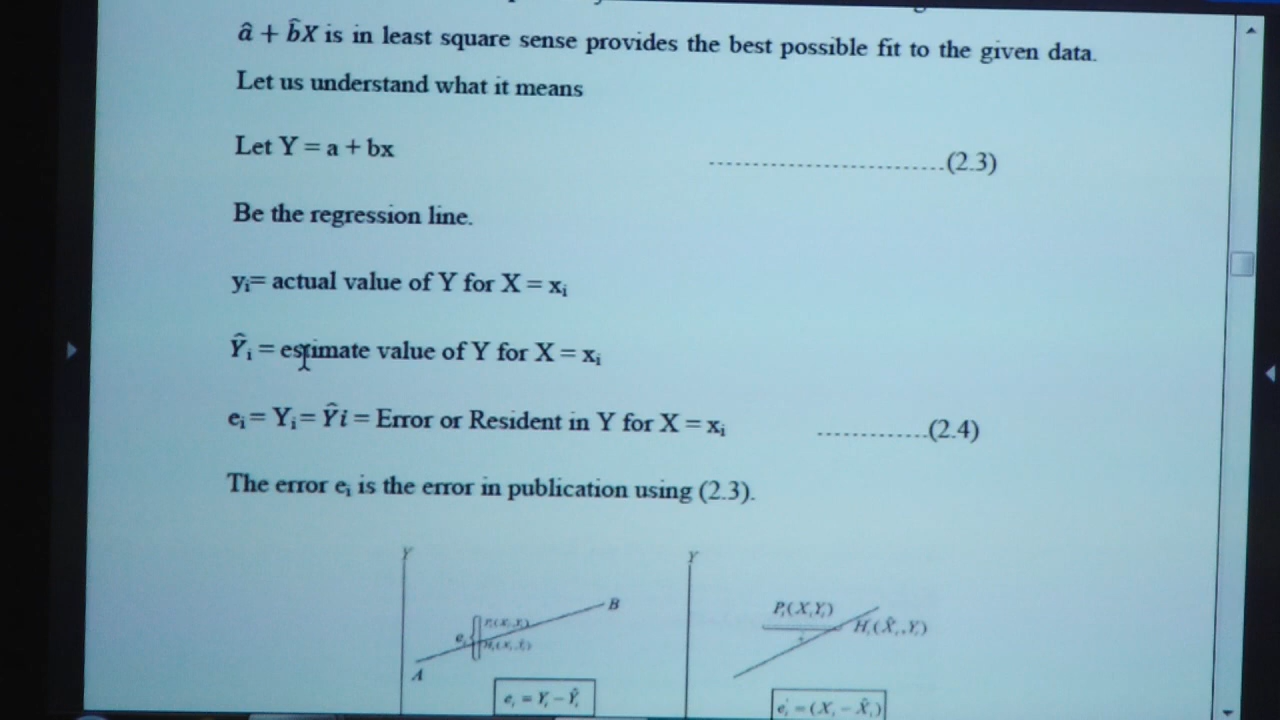 â + b̂X is in least square sense provides the best possible fit to the given data.
Let us understand what it means
Let Y = a + bx .............................(2.3)
Be the regression line.
yᵢ= actual value of Y for X = xᵢ
Ŷᵢ = estimate value of Y for X = xᵢ
eᵢ = Yᵢ= Ŷi = Error or Resident in Y for X = xᵢ .............(2.4)
The error eᵢ is the error in publication using (2.3).
Y
B
A
eᵢ = Yᵢ – Ŷᵢ
Y
Pᵢ(XᵢYᵢ)
Hᵢ(X̂ᵢ,Yᵢ)
eᵢ' = (Xᵢ – X̂ᵢ)